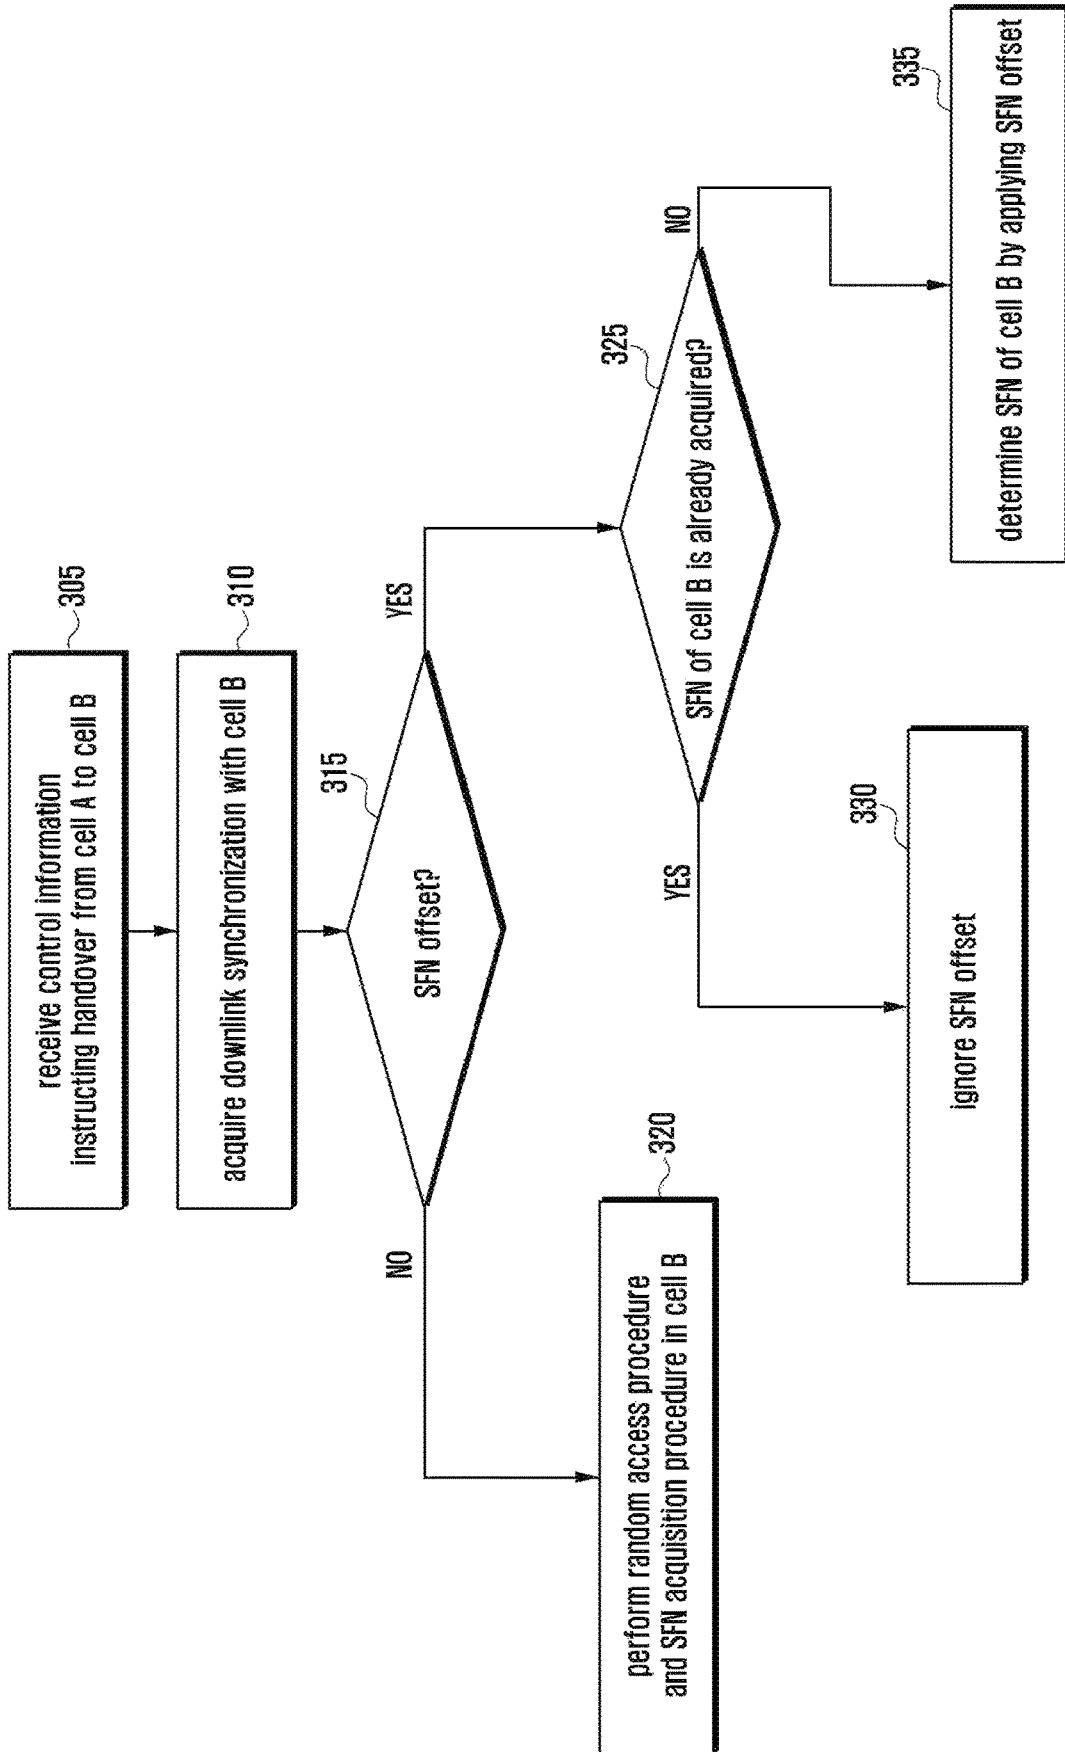 305
receive control information
instructing handover from cell A to cell B
310
acquire downlink synchronization with cell B
315
SFN offset?
NO
YES
320
perform random access procedure
and SFN acquisition procedure in cell B
325
SFN of cell B is already acquired?
YES
NO
330
ignore SFN offset
335
determine SFN of cell B by applying SFN offset